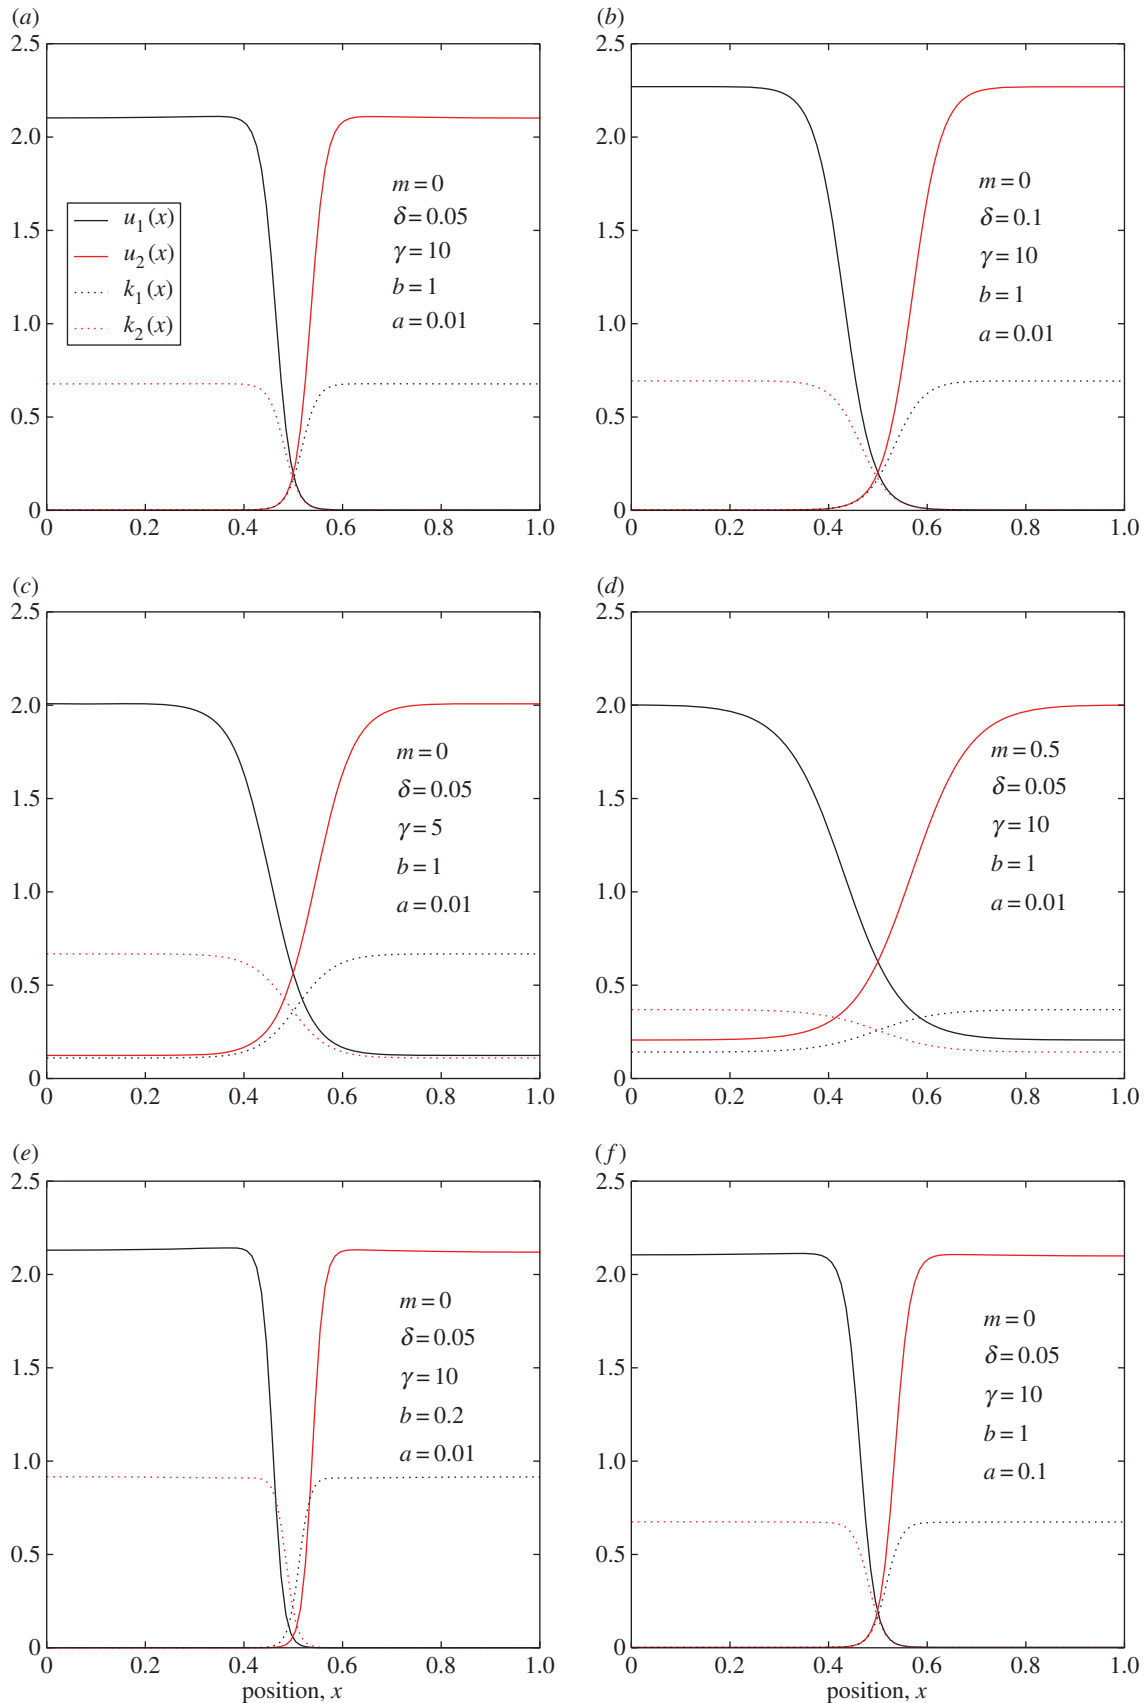 (a)
2.5
2.0
1.5
1.0
0.5
0
0 0.2 0.4 0.6 0.8 1.0
u1(x)
u2(x)
k1(x)
k2(x)
m=0
δ=0.05
γ=10
b=1
a=0.01
(b)
2.5
2.0
1.5
1.0
0.5
0
0 0.2 0.4 0.6 0.8 1.0
m=0
δ=0.1
γ=10
b=1
a=0.01
(c)
2.5
2.0
1.5
1.0
0.5
0
0 0.2 0.4 0.6 0.8 1.0
m=0
δ=0.05
γ=5
b=1
a=0.01
(d)
2.5
2.0
1.5
1.0
0.5
0
0 0.2 0.4 0.6 0.8 1.0
m=0.5
δ=0.05
γ=10
b=1
a=0.01
(e)
2.5
2.0
1.5
1.0
0.5
0
0 0.2 0.4 0.6 0.8 1.0
position, x
m=0
δ=0.05
γ=10
b=0.2
a=0.01
(f)
2.5
2.0
1.5
1.0
0.5
0
0 0.2 0.4 0.6 0.8 1.0
position, x
m=0
δ=0.05
γ=10
b=1
a=0.1